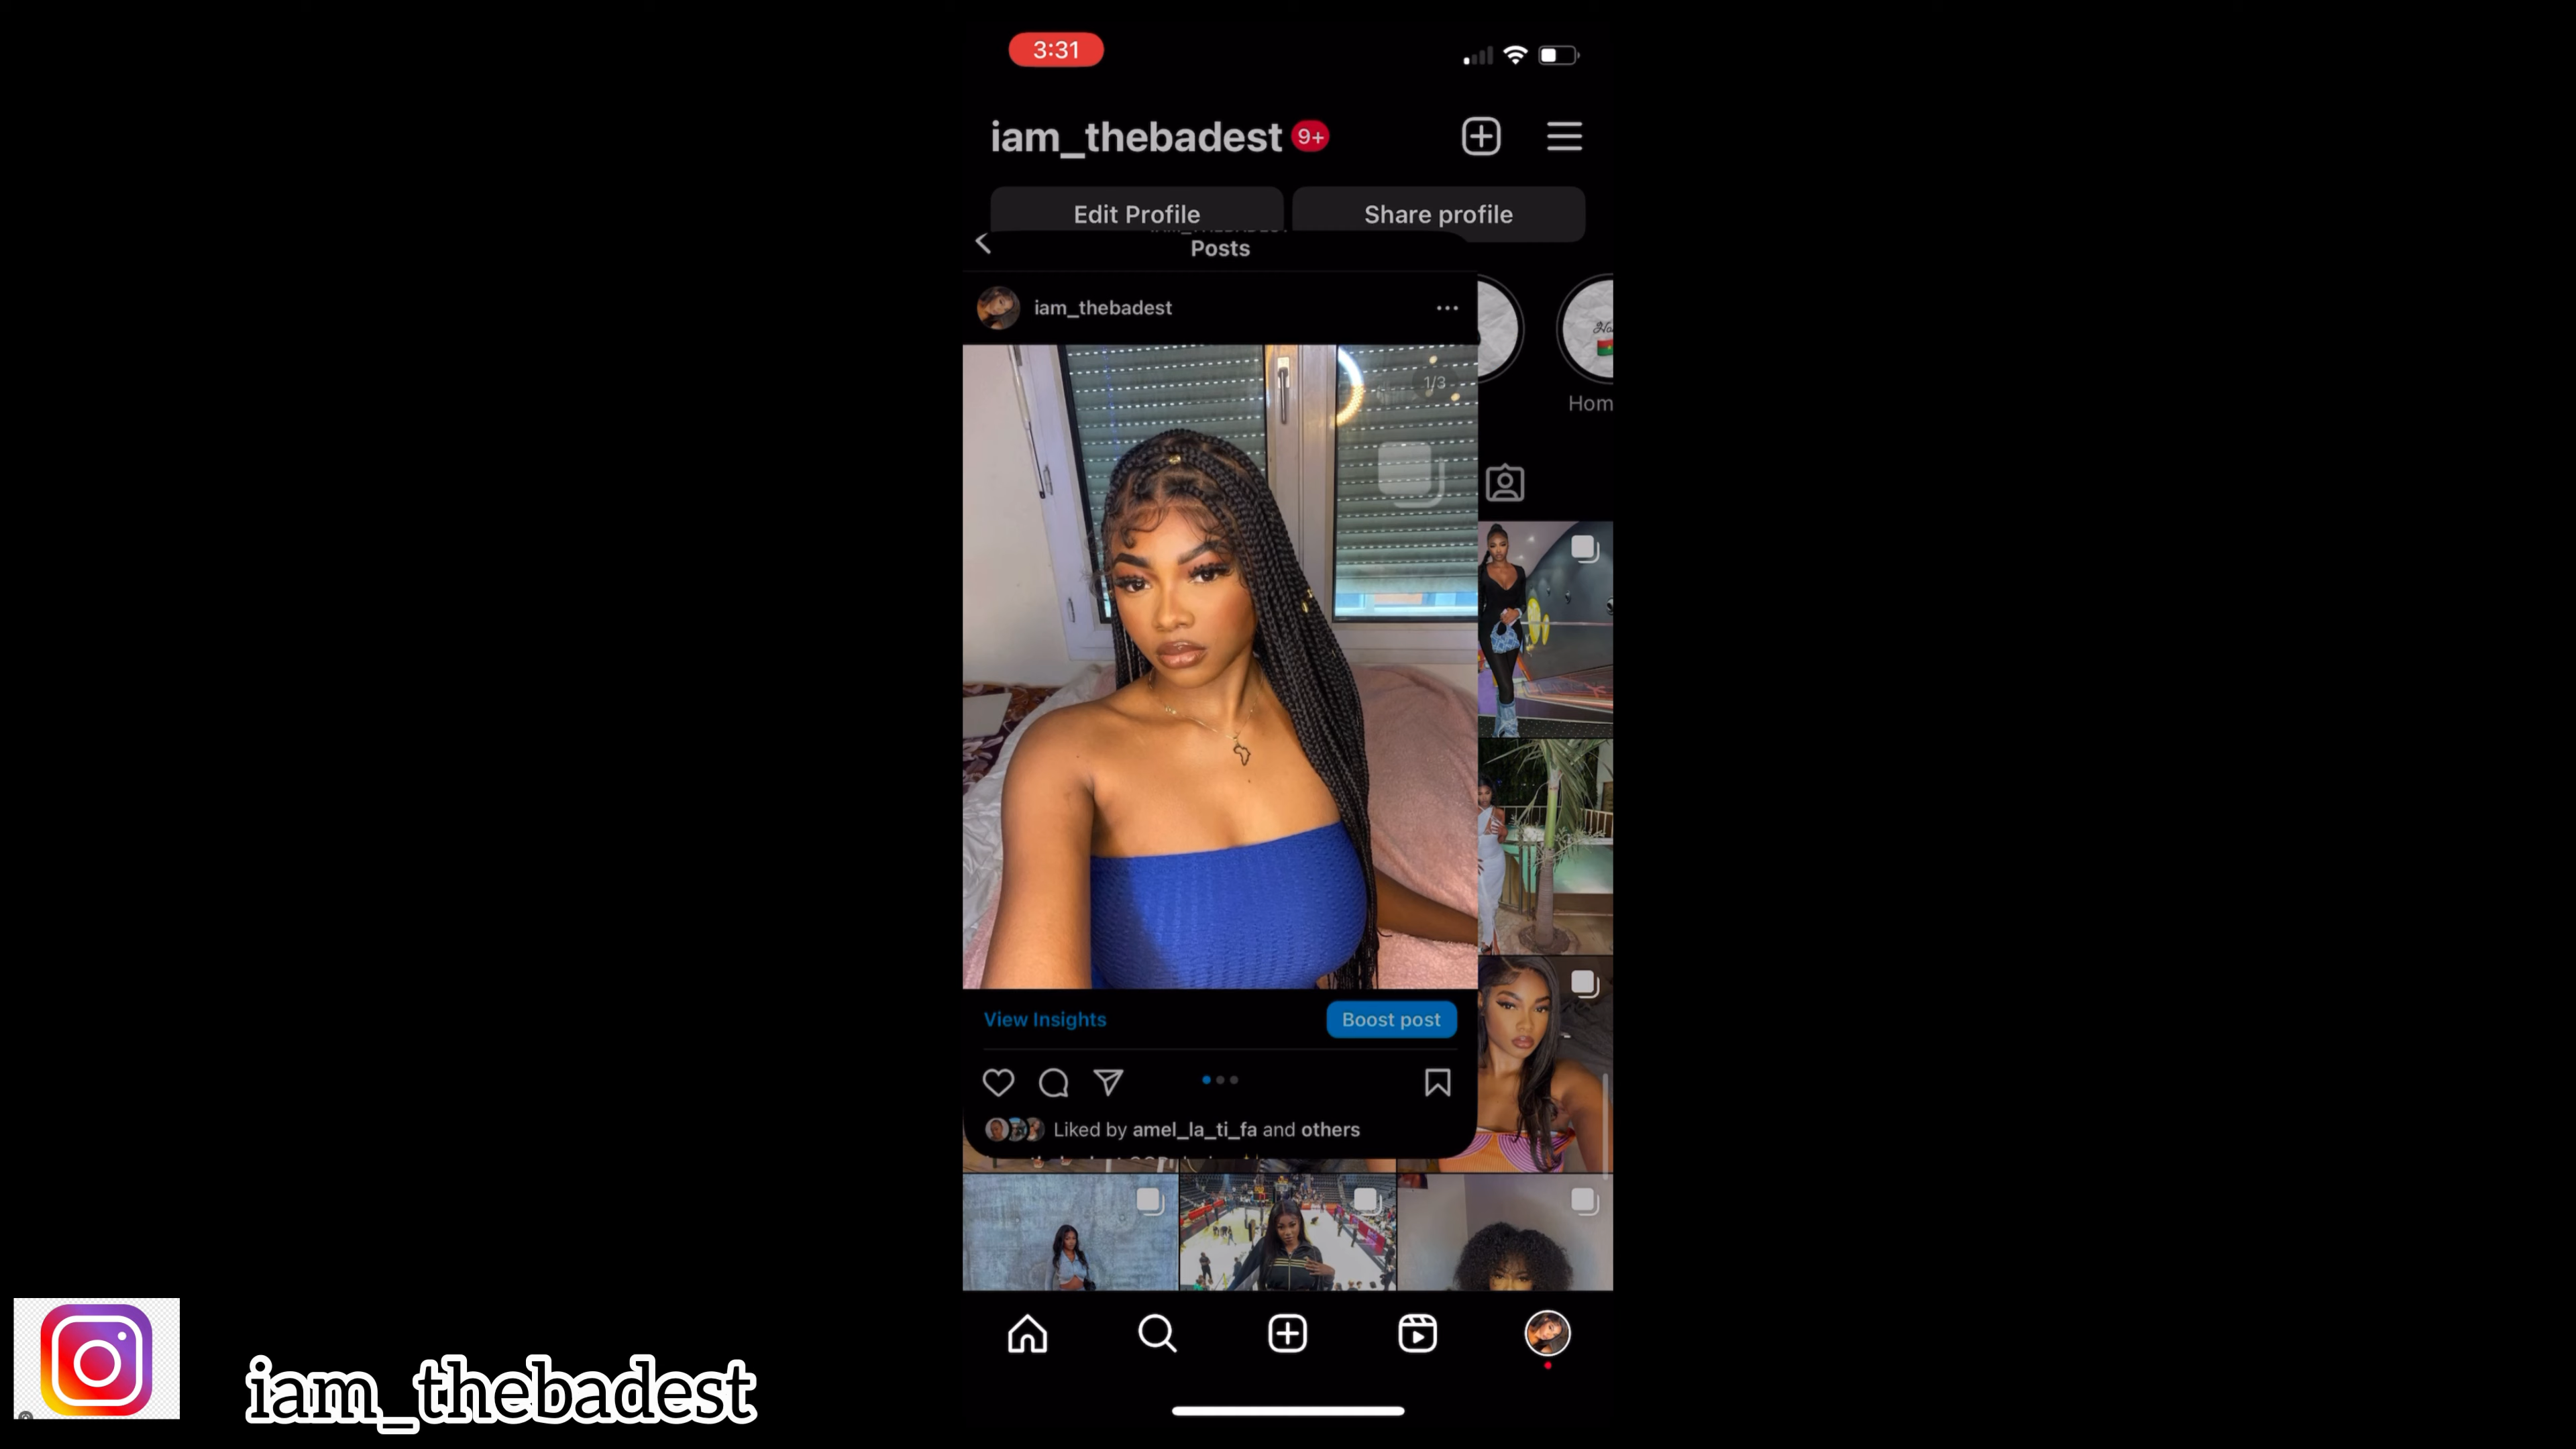 3:31
iam_thebadest 9+
Edit Profile
Share profile
Posts
iam_thebadest
1/3
Hom
View Insights
Boost post
Liked by amel_la_ti_fa and others
iam_thebadest